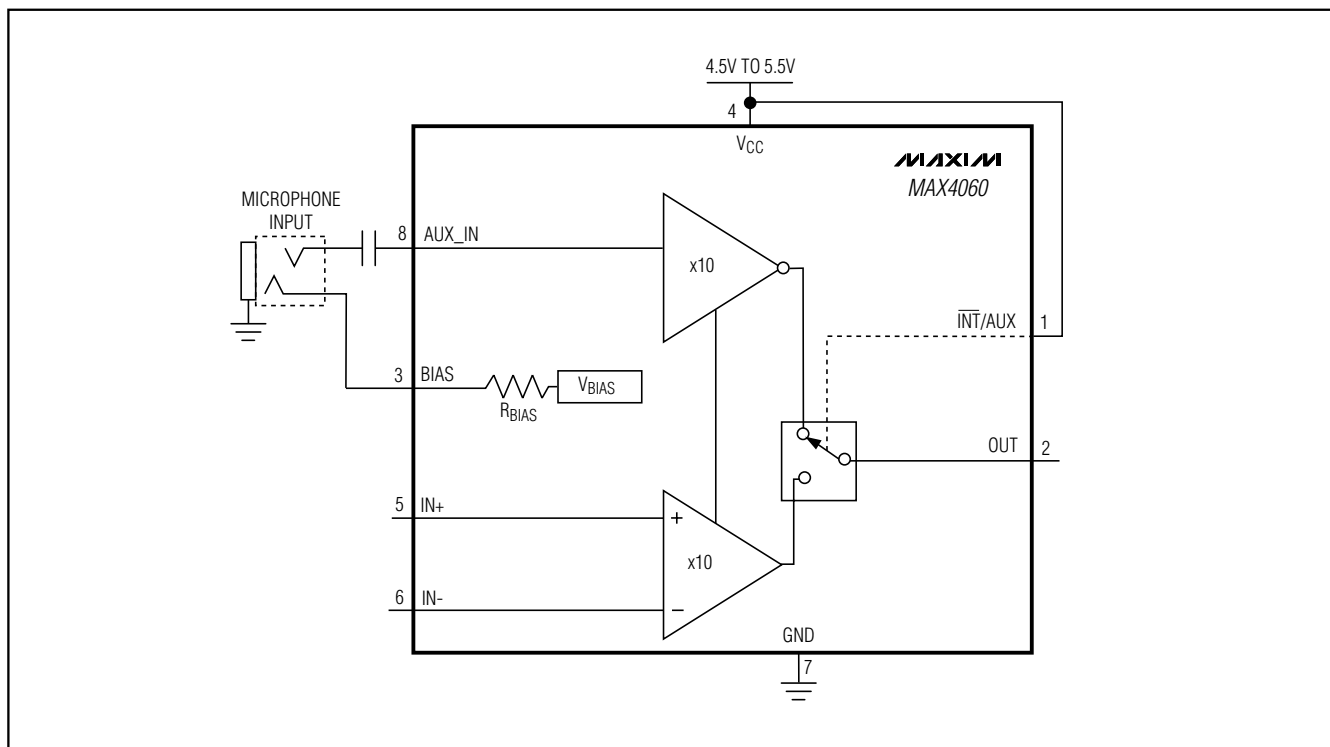 4.5V TO 5.5V
4
VCC
MAXIM
MAX4060
MICROPHONE
INPUT
8
AUX_IN
x10
INT/AUX
1
3
BIAS
VBIAS
RBIAS
OUT
2
5
IN+
+
x10
6
IN-
−
GND
7